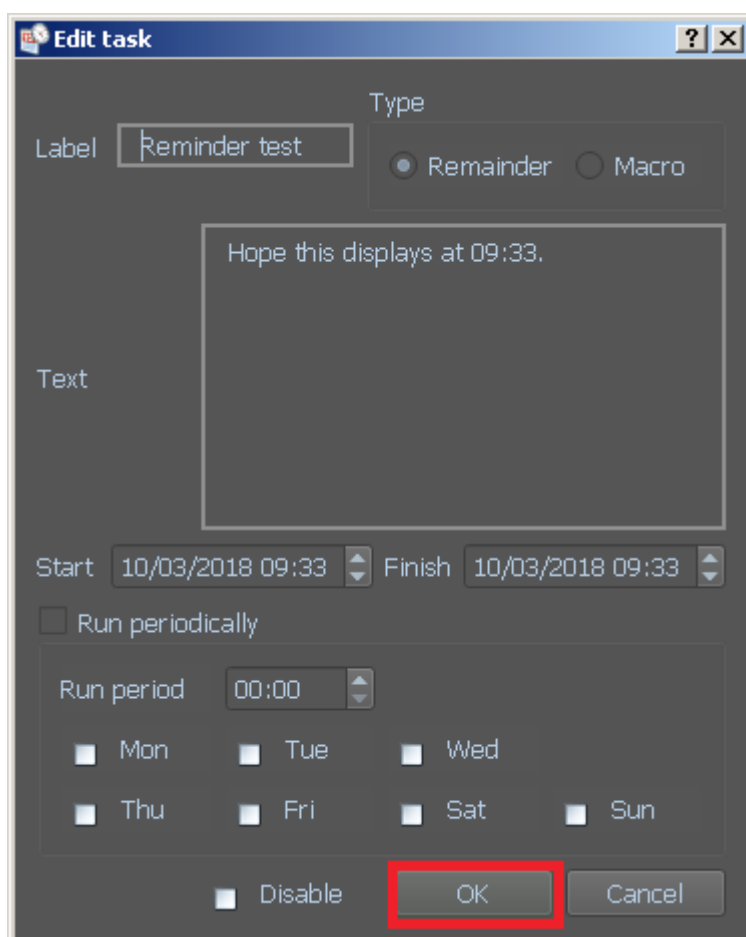 Edit task
Type
Label Reminder test
Remainder Macro
Hope this displays at 09:33.
Text
Start 10/03/2018 09:33 Finish 10/03/2018 09:33
Run periodically
Run period 00:00
Mon Tue Wed
Thu Fri Sat Sun
Disable OK Cancel